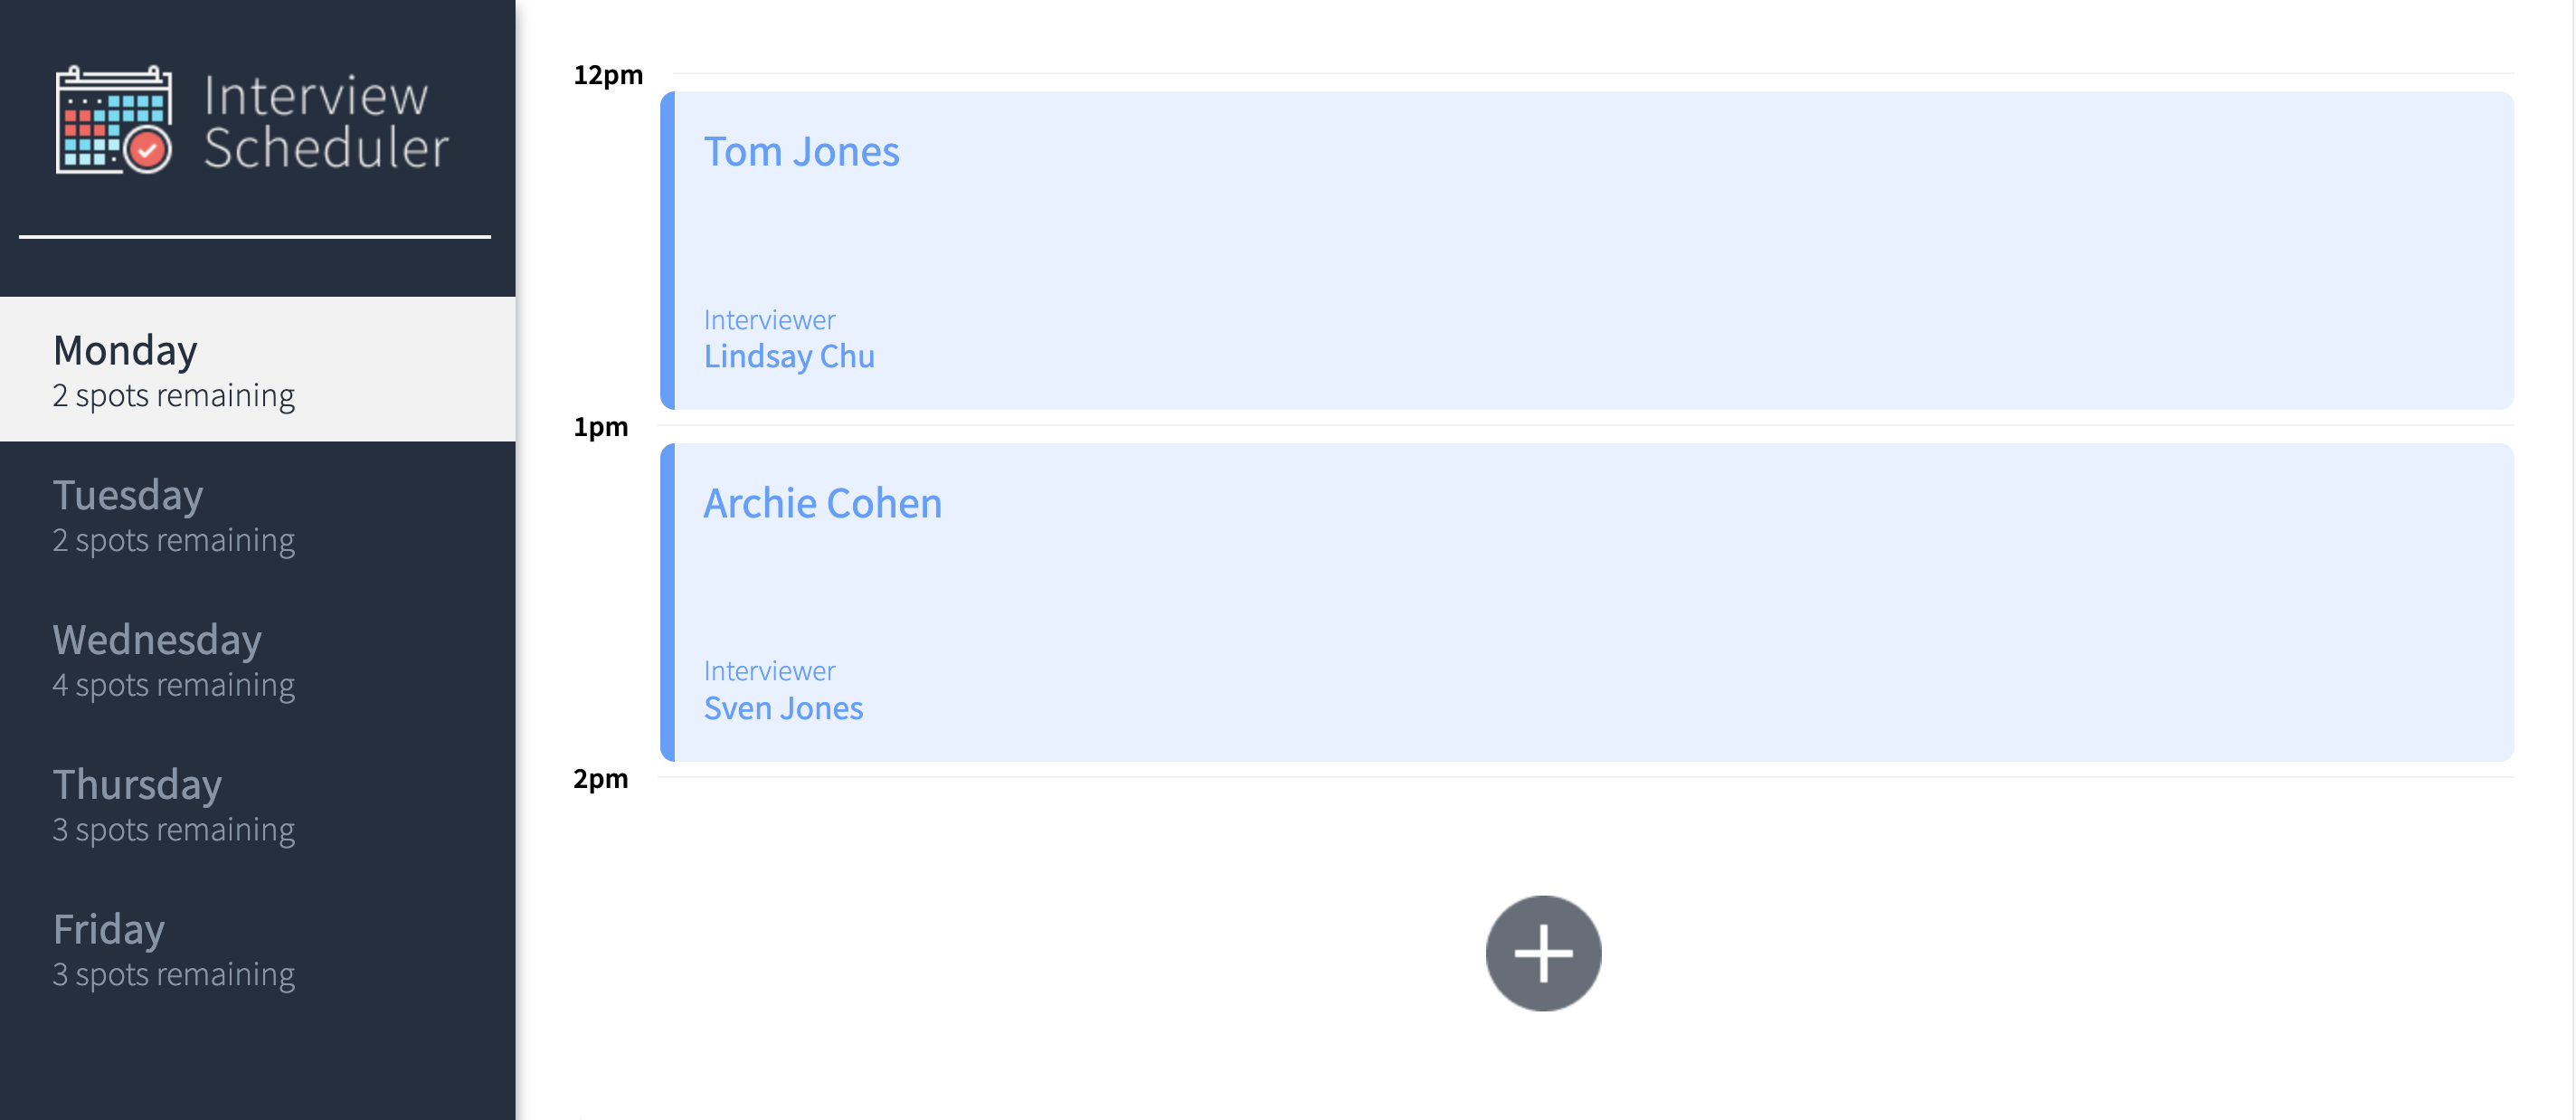 Interview
Scheduler
Monday
2 spots remaining
Tuesday
2 spots remaining
Wednesday
4 spots remaining
Thursday
3 spots remaining
Friday
3 spots remaining
12pm
Tom Jones
Interviewer
Lindsay Chu
1pm
Archie Cohen
Interviewer
Sven Jones
2pm